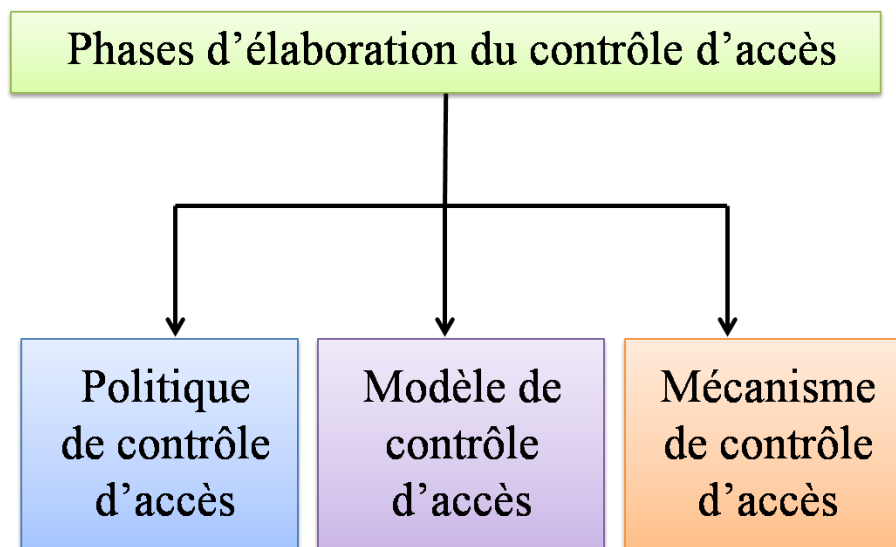 Phases d’élaboration du contrôle d’accès
Politique
de contrôle
d’accès
Modèle de
contrôle
d’accès
Mécanisme
de contrôle
d’accès